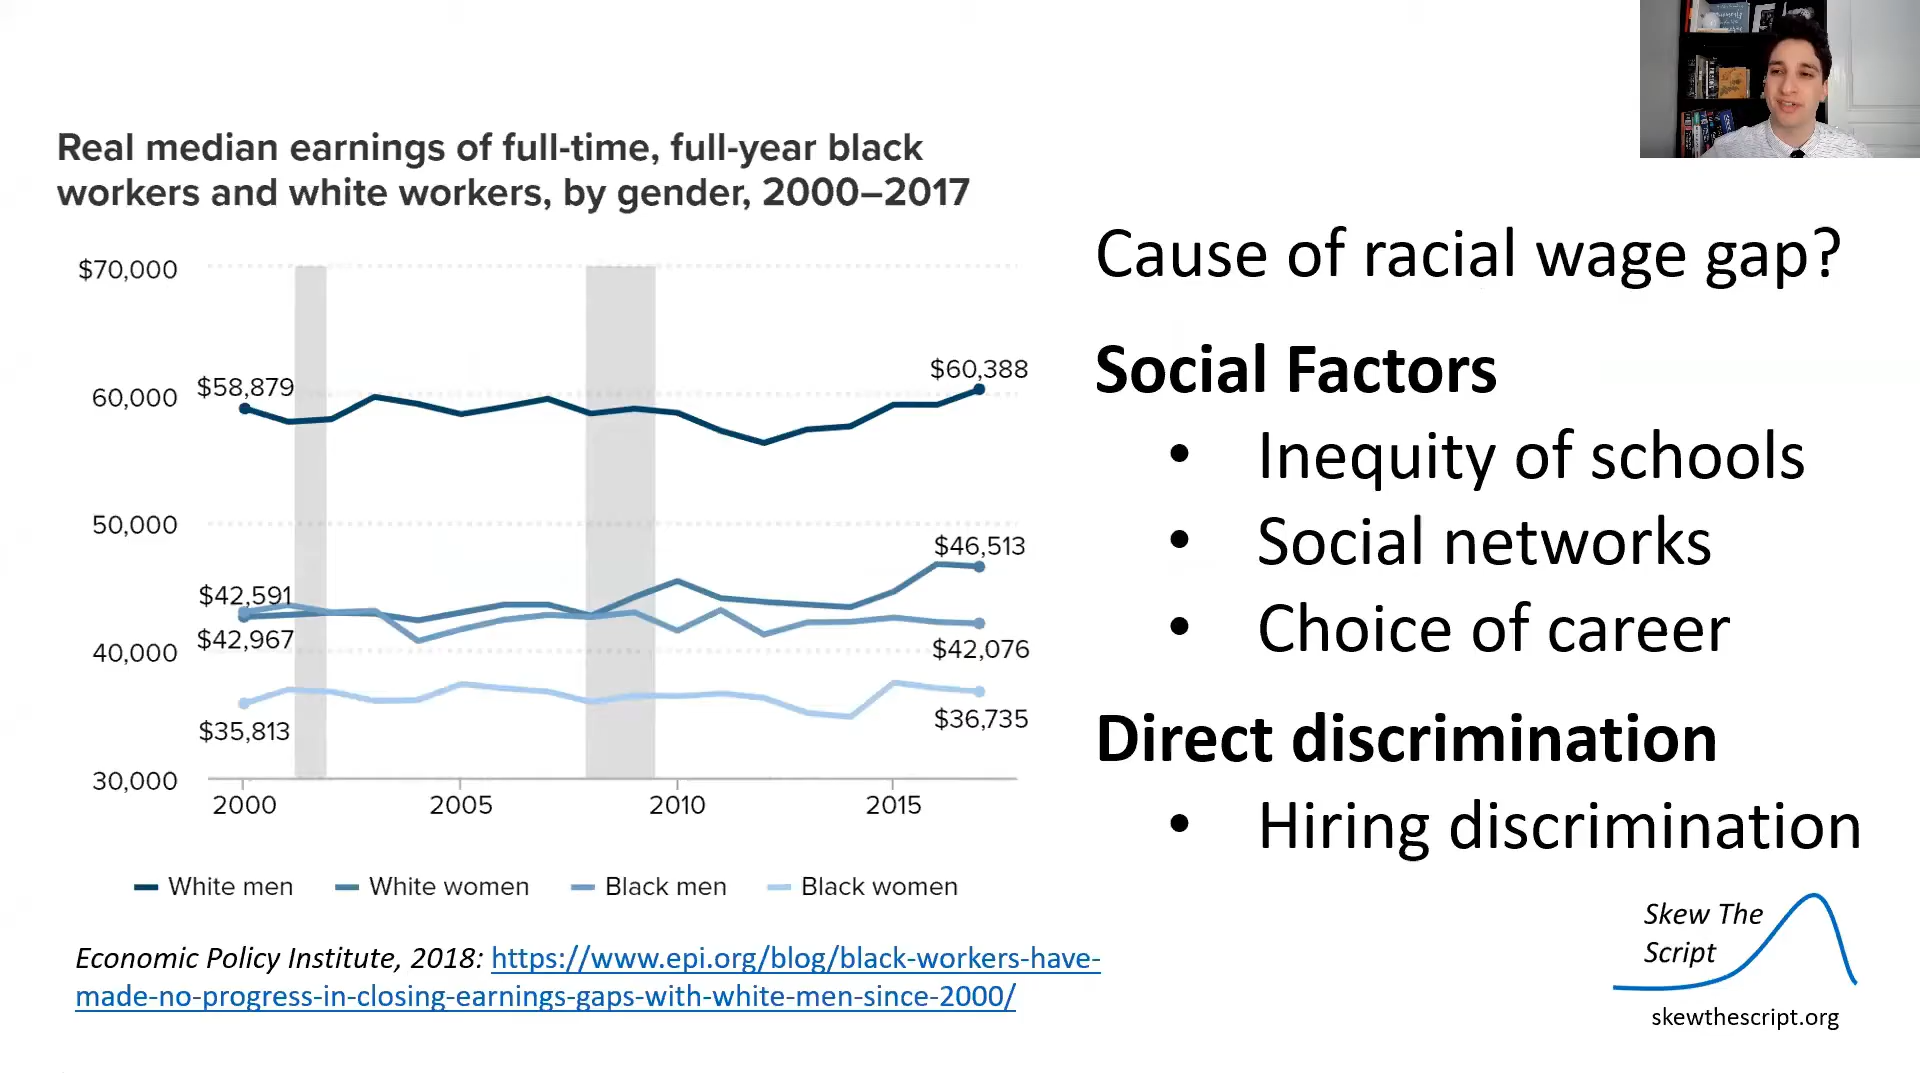 Real median earnings of full-time, full-year black
workers and white workers, by gender, 2000–2017
$70,000
60,000
50,000
40,000
30,000
$58,879
$60,388
$42,591
$42,967
$46,513
$42,076
$35,813
$36,735
2000
2005
2010
2015
White men
White women
Black men
Black women
Economic Policy Institute, 2018: https://www.epi.org/blog/black-workers-have-
made-no-progress-in-closing-earnings-gaps-with-white-men-since-2000/
Cause of racial wage gap?
Social Factors
• Inequity of schools
• Social networks
• Choice of career
Direct discrimination
• Hiring discrimination
Skew The
Script
skewthescript.org